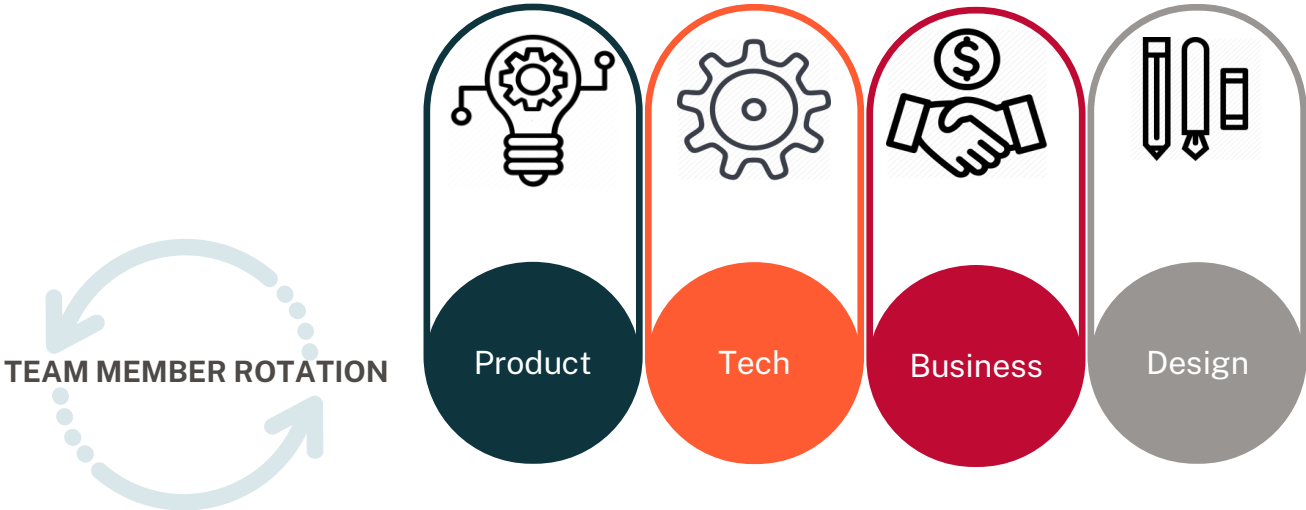 TEAM MEMBER ROTATION
Product
Tech
Business
Design
$